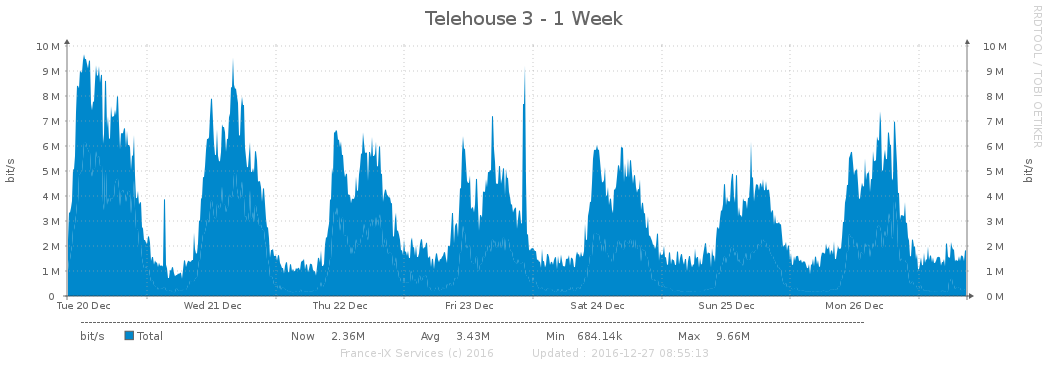 Telehouse 3 - 1 Week
RRDTOOL / TOBI OETIKER
bit/s
10 M 10 M
9 M 9 M
8 M 8 M
7 M 7 M
6 M 6 M
5 M 5 M
4 M 4 M
3 M 3 M
2 M 2 M
1 M 1 M
0 0 M
bit/s
Tue 20 Dec Wed 21 Dec Thu 22 Dec Fri 23 Dec Sat 24 Dec Sun 25 Dec Mon 26 Dec
bit/s Total Now 2.36M Avg 3.43M Min 684.14k Max 9.66M
France-IX Services (c) 2016 Updated : 2016-12-27 08:55:13